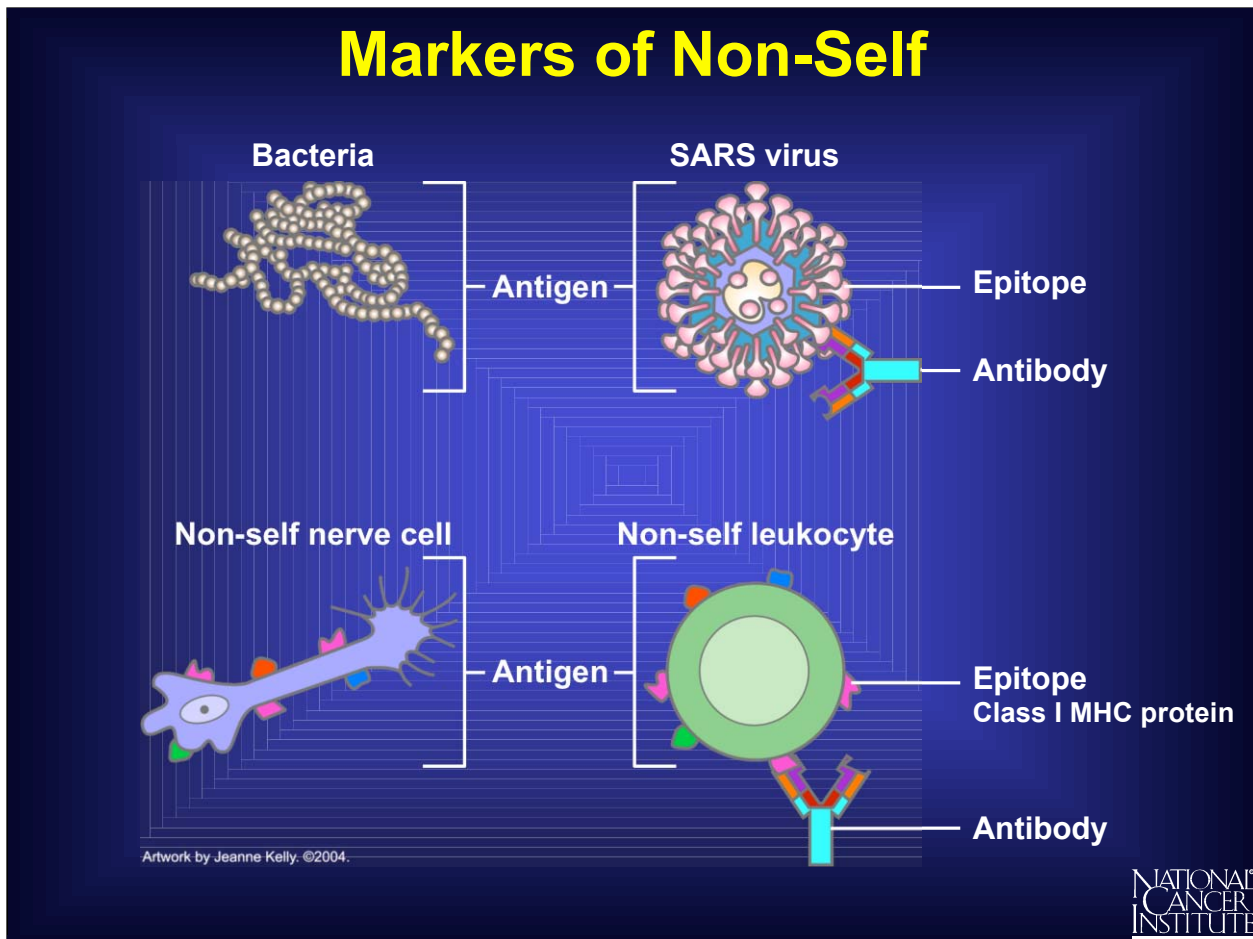 Markers of Non-Self
Bacteria
SARS virus
Antigen
Epitope
Antibody
Non-self nerve cell
Non-self leukocyte
Antigen
Epitope
Class I MHC protein
Antibody
Artwork by Jeanne Kelly. ©2004.
NATIONAL
CANCER
INSTITUTE